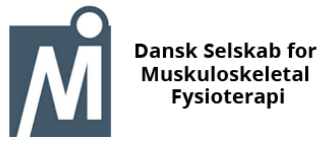 M
Dansk Selskab for
Muskuloskeletal
Fysioterapi